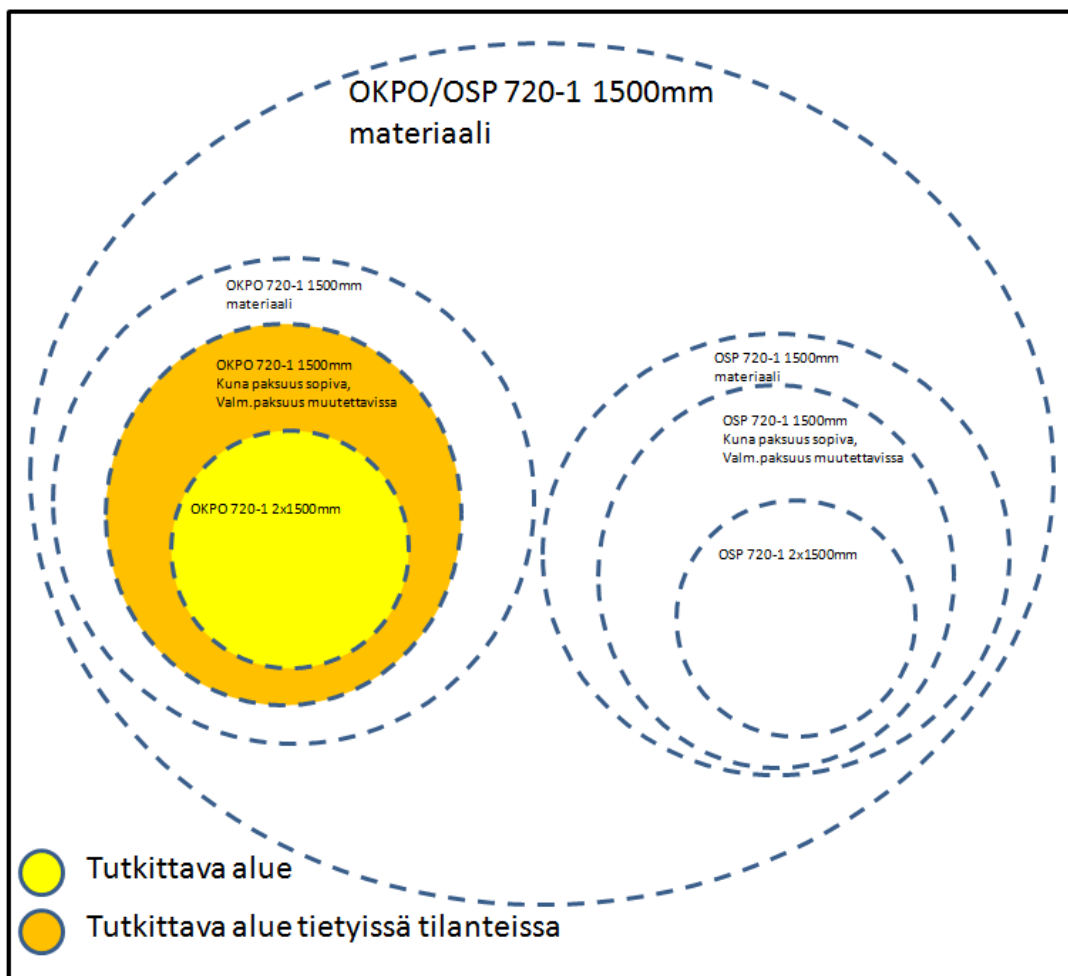 OKPO/OSP 720-1 1500mm
materiaali
OKPO 720-1 1500mm
materiaali
OKPO 720-1 1500mm
Kuna paksuus sopiva,
Valm.paksuus muutettavissa
OKPO 720-1 2x1500mm
OSP 720-1 1500mm
materiaali
OSP 720-1 1500mm
Kuna paksuus sopiva,
Valm.paksuus muutettavissa
OSP 720-1 2x1500mm
Tutkittava alue
Tutkittava alue tietyissä tilanteissa